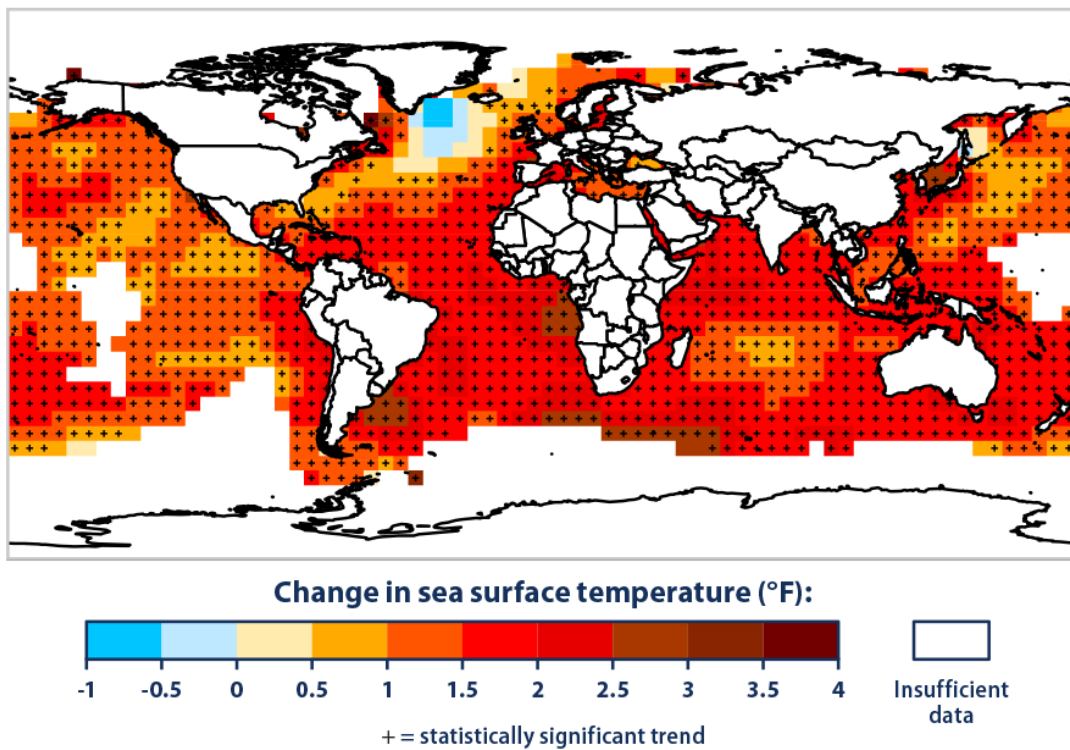 Change in sea surface temperature (°F):
-1 -0.5 0 0.5 1 1.5 2 2.5 3 3.5 4
Insufficient
data
+ = statistically significant trend